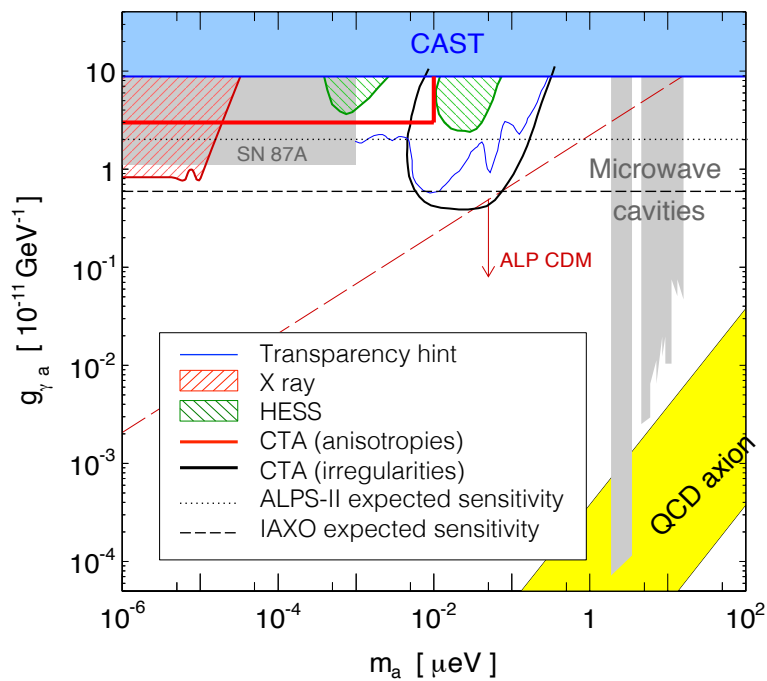 CAST
10
1
10⁻¹
10⁻²
10⁻³
10⁻⁴
g_γa [ 10⁻¹¹ GeV⁻¹ ]
SN 87A
Microwave
cavities
ALP CDM
QCD axion
Transparency hint
X ray
HESS
CTA (anisotropies)
CTA (irregularities)
ALPS-II expected sensitivity
IAXO expected sensitivity
10⁻⁶ 10⁻⁴ 10⁻² 1 10²
mₐ [ μeV ]